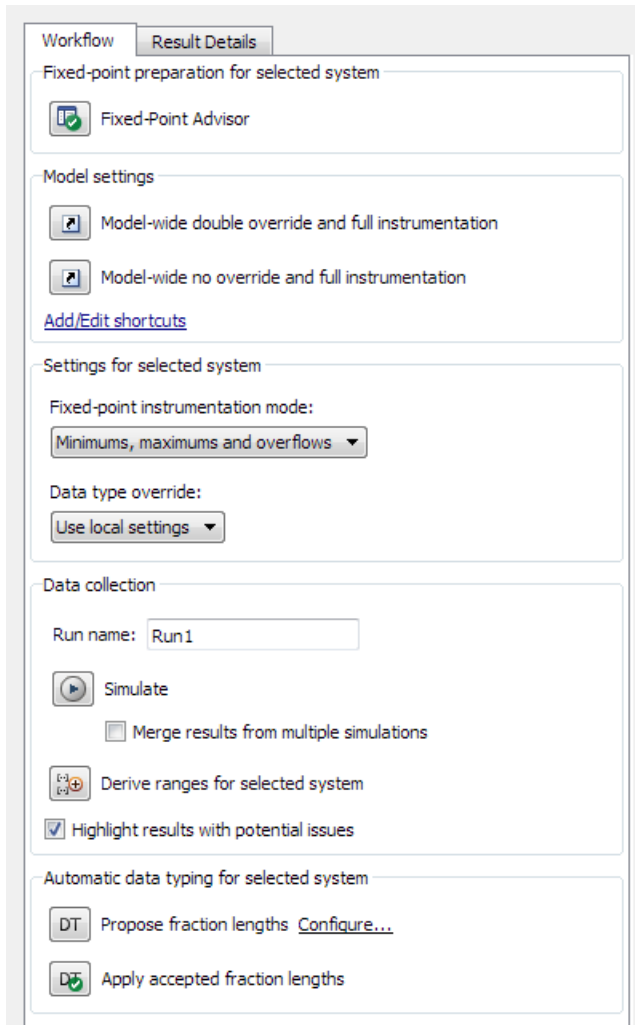 Workflow Result Details
Fixed-point preparation for selected system
Fixed-Point Advisor
Model settings
Model-wide double override and full instrumentation
Model-wide no override and full instrumentation
Add/Edit shortcuts
Settings for selected system
Fixed-point instrumentation mode:
Minimums, maximums and overflows
Data type override:
Use local settings
Data collection
Run name: Run1
Simulate
Merge results from multiple simulations
Derive ranges for selected system
Highlight results with potential issues
Automatic data typing for selected system
DT Propose fraction lengths Configure...
DT Apply accepted fraction lengths